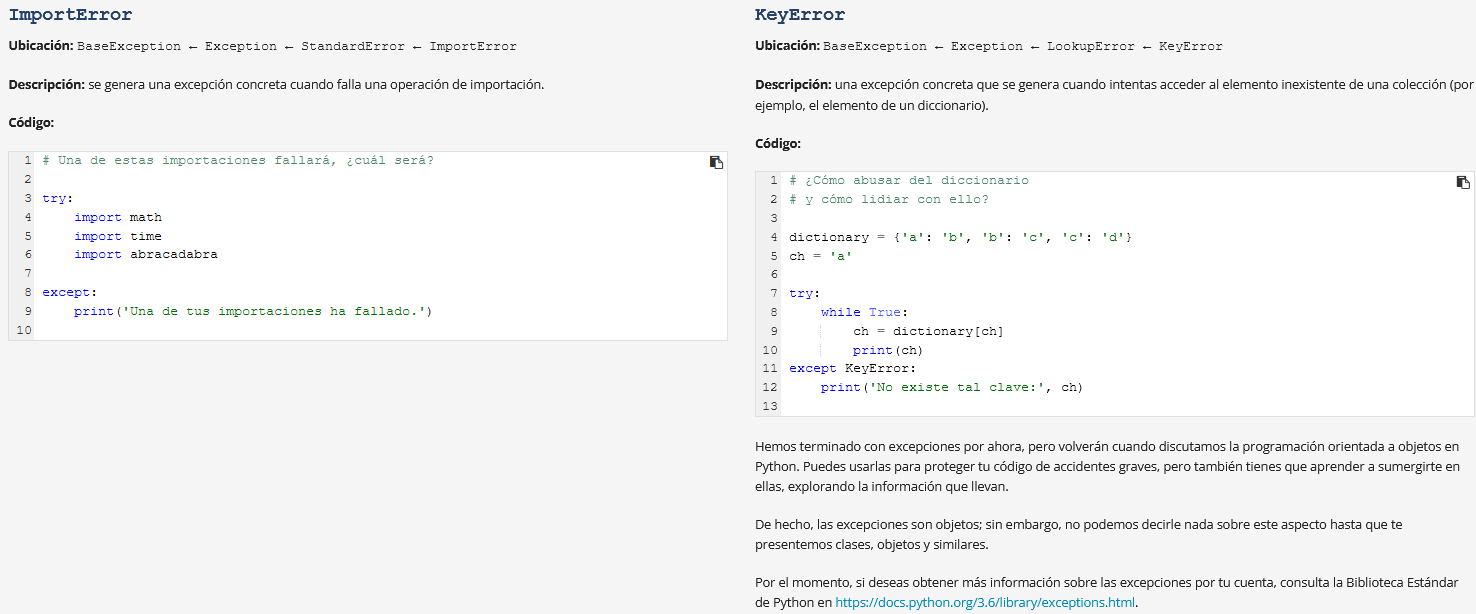 ImportError
Ubicación: BaseException ← Exception ← StandardError ← ImportError
Descripción: se genera una excepción concreta cuando falla una operación de importación.
Código:
1 # Una de estas importaciones fallará, ¿cuál será?
2
3 try:
4     import math
5     import time
6     import abracadabra
7
8 except:
9     print('Una de tus importaciones ha fallado.')
10
KeyError
Ubicación: BaseException ← Exception ← LookupError ← KeyError
Descripción: una excepción concreta que se genera cuando intentas acceder al elemento inexistente de una colección (por
ejemplo, el elemento de un diccionario).
Código:
1 # ¿Cómo abusar del diccionario
2 # y cómo lidiar con ello?
3
4 dictionary = {'a': 'b', 'b': 'c', 'c': 'd'}
5 ch = 'a'
6
7 try:
8     while True:
9         ch = dictionary[ch]
10         print(ch)
11 except KeyError:
12     print('No existe tal clave:', ch)
13
Hemos terminado con excepciones por ahora, pero volverán cuando discutamos la programación orientada a objetos en
Python. Puedes usarlas para proteger tu código de accidentes graves, pero también tienes que aprender a sumergirte en
ellas, explorando la información que llevan.
De hecho, las excepciones son objetos; sin embargo, no podemos decirle nada sobre este aspecto hasta que te
presentemos clases, objetos y similares.
Por el momento, si deseas obtener más información sobre las excepciones por tu cuenta, consulta la Biblioteca Estándar
de Python en https://docs.python.org/3.6/library/exceptions.html.